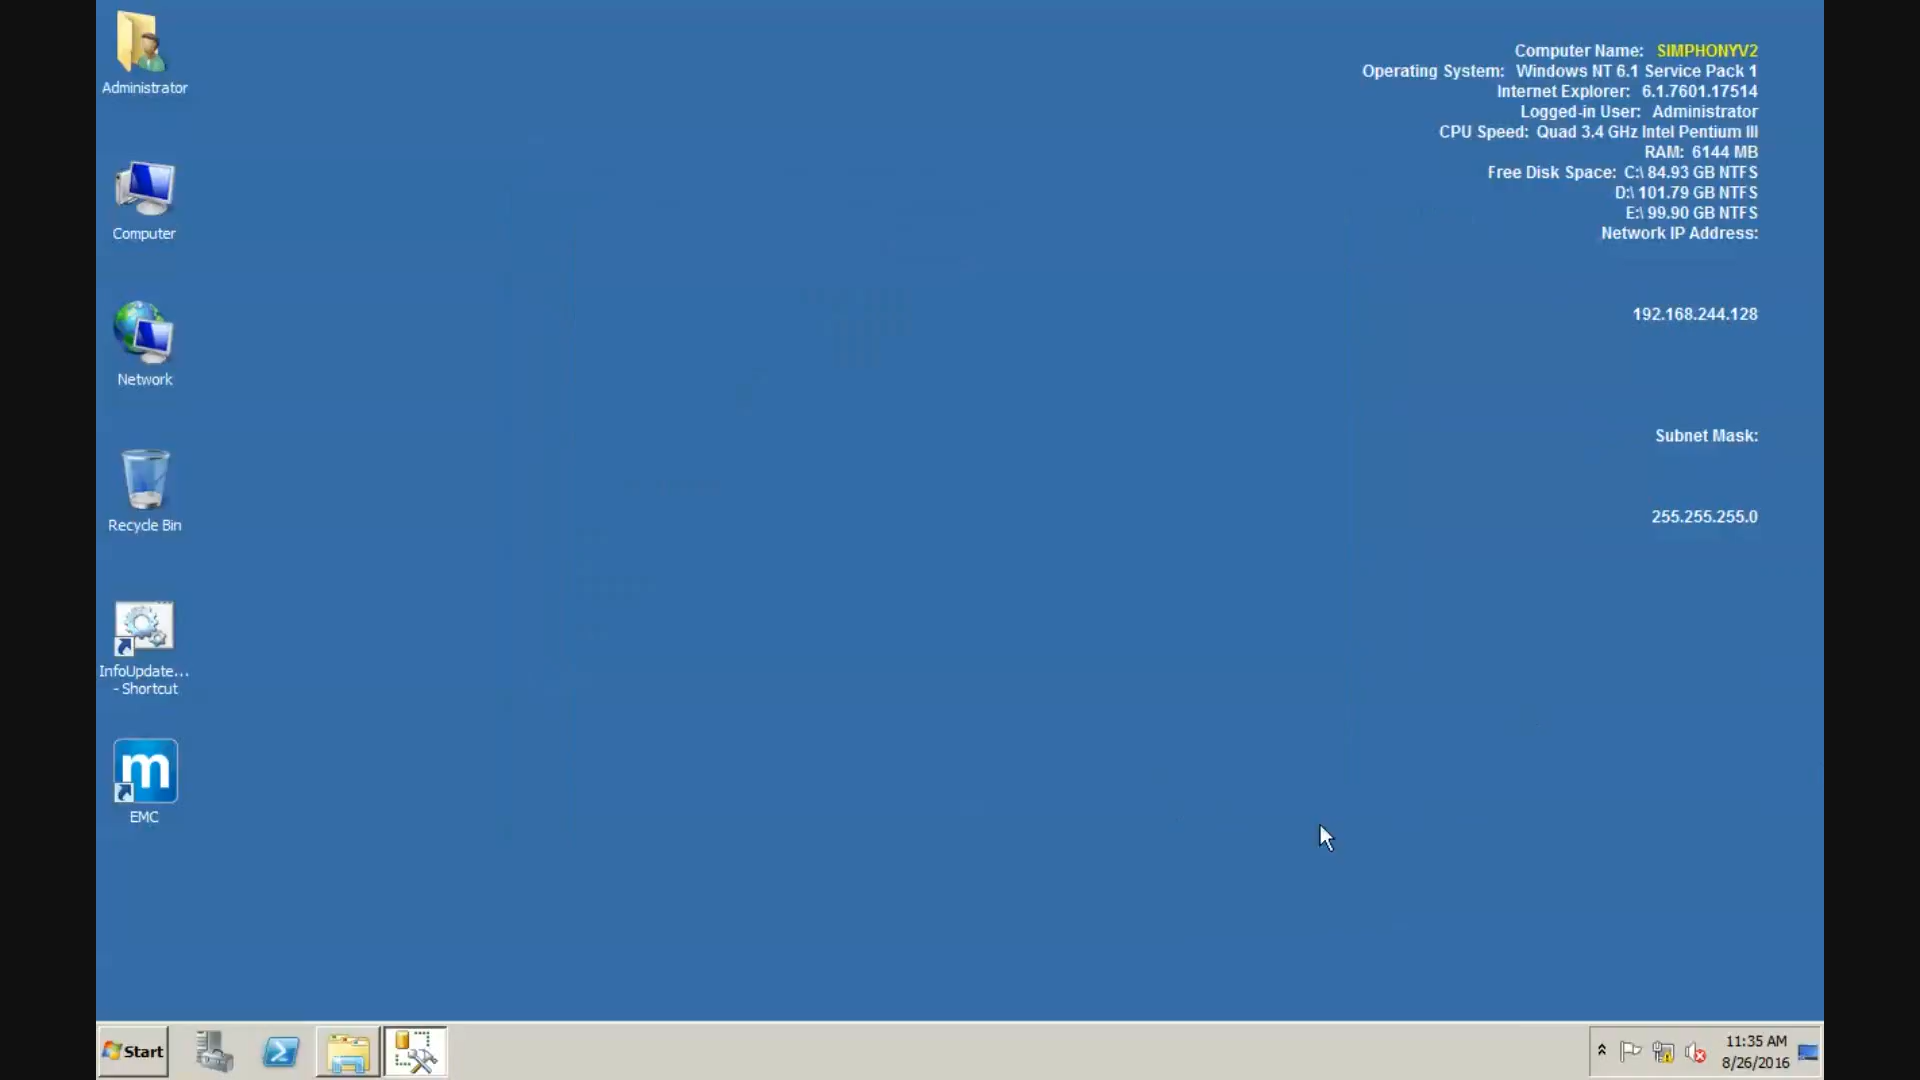 Administrator
Computer
Network
Recycle Bin
InfoUpdate...
- Shortcut
m
EMC
Computer Name: SIMPHONYV2
Operating System: Windows NT 6.1 Service Pack 1
Internet Explorer: 6.1.7601.17514
Logged-in User: Administrator
CPU Speed: Quad 3.4 GHz Intel Pentium III
RAM: 6144 MB
Free Disk Space: C:\ 84.93 GB NTFS
D:\ 101.79 GB NTFS
E:\ 99.90 GB NTFS
Network IP Address:
192.168.244.128
Subnet Mask:
255.255.255.0
Start
11:35 AM
8/26/2016